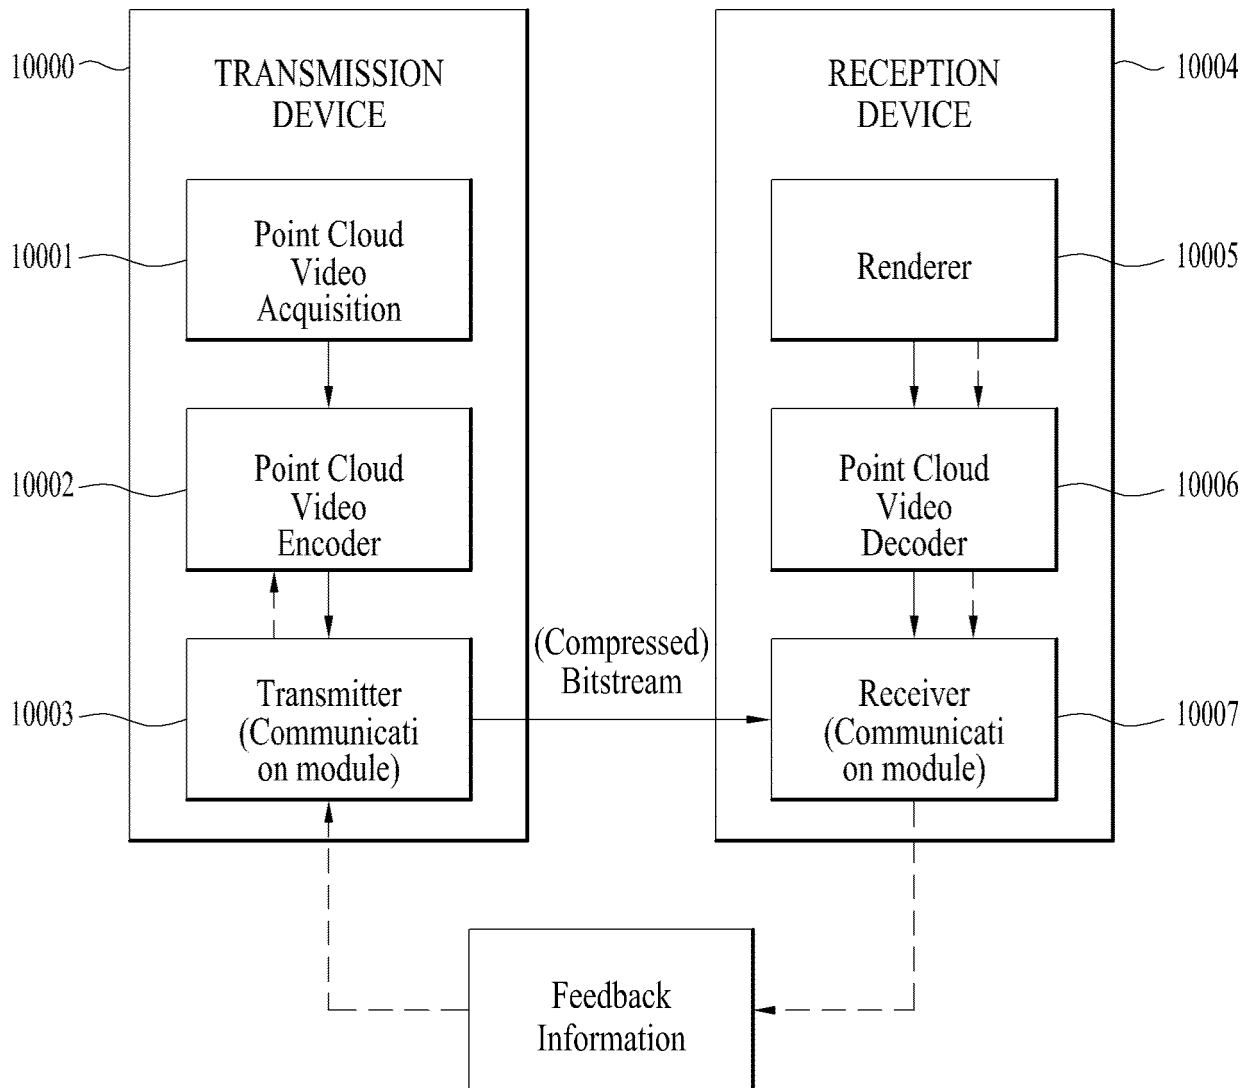 10000
TRANSMISSION
DEVICE
10001
Point Cloud
Video
Acquisition
10002
Point Cloud
Video
Encoder
10003
Transmitter
(Communicati
on module)
(Compressed)
Bitstream
RECEPTION
DEVICE
10004
Renderer
10005
Point Cloud
Video
Decoder
10006
Receiver
(Communicati
on module)
10007
Feedback
Information